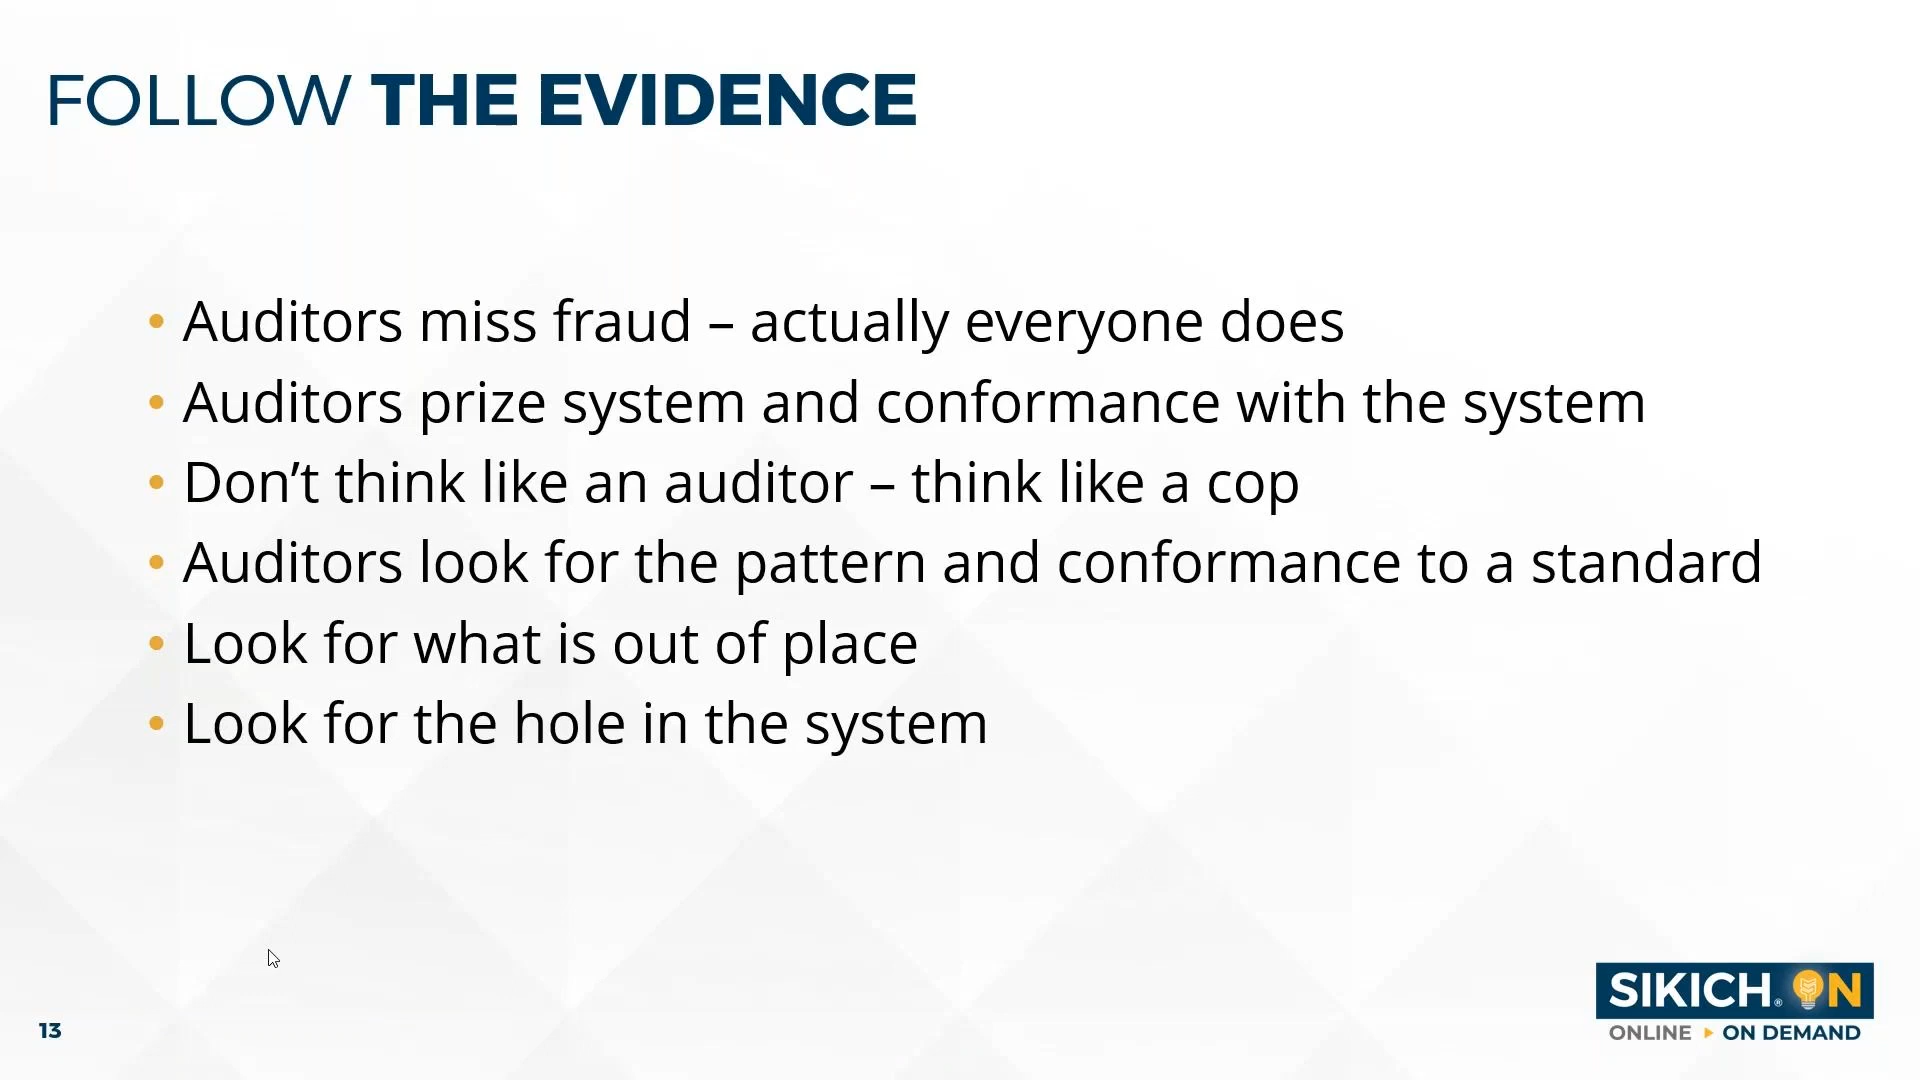 FOLLOW THE EVIDENCE
• Auditors miss fraud – actually everyone does
• Auditors prize system and conformance with the system
• Don’t think like an auditor – think like a cop
• Auditors look for the pattern and conformance to a standard
• Look for what is out of place
• Look for the hole in the system
13
SIKICH® ON
ONLINE ▸ ON DEMAND